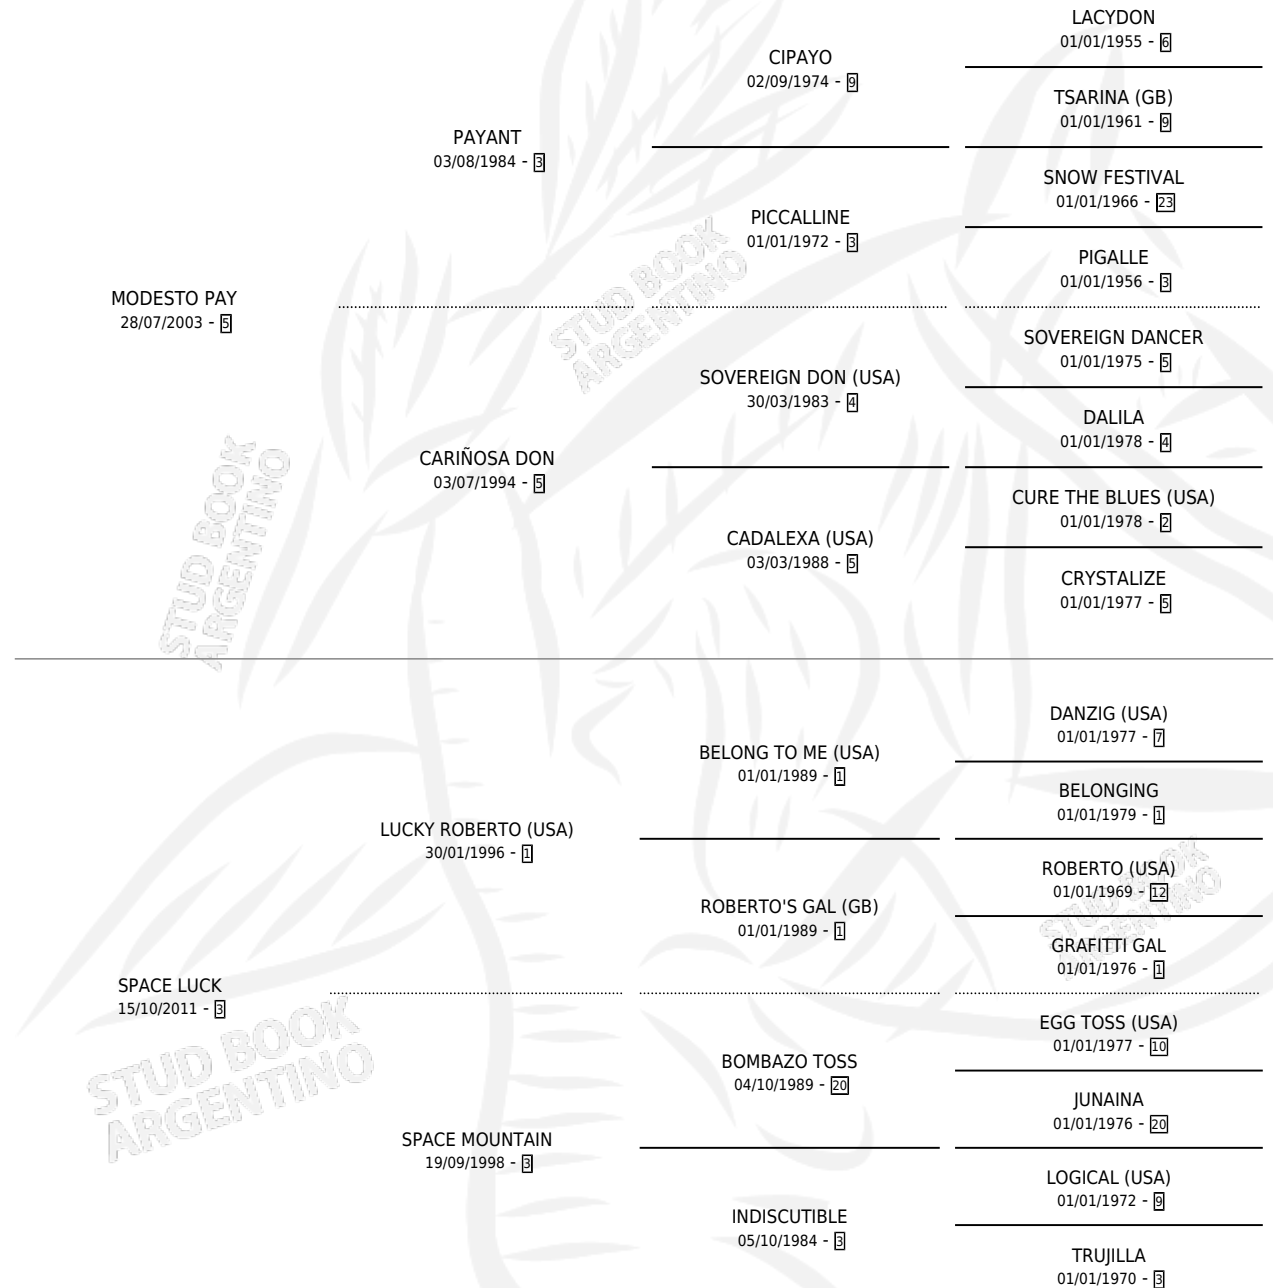 LACYDON
01/01/1955 - 6
CIPAYO
02/09/1974 - 9
TSARINA (GB)
01/01/1961 - 9
PAYANT
03/08/1984 - 3
SNOW FESTIVAL
01/01/1966 - 23
PICCALLINE
01/01/1972 - 3
PIGALLE
01/01/1956 - 3
MODESTO PAY
28/07/2003 - 5
SOVEREIGN DANCER
01/01/1975 - 5
SOVEREIGN DON (USA)
30/03/1983 - 4
DALILA
01/01/1978 - 4
CARIÑOSA DON
03/07/1994 - 5
CURE THE BLUES (USA)
01/01/1978 - 2
CADALEXA (USA)
03/03/1988 - 5
CRYSTALIZE
01/01/1977 - 5
DANZIG (USA)
01/01/1977 - 7
BELONG TO ME (USA)
01/01/1989 - 1
BELONGING
01/01/1979 - 1
LUCKY ROBERTO (USA)
30/01/1996 - 1
ROBERTO (USA)
01/01/1969 - 12
ROBERTO'S GAL (GB)
01/01/1989 - 1
GRAFITTI GAL
01/01/1976 - 1
SPACE LUCK
15/10/2011 - 3
EGG TOSS (USA)
01/01/1977 - 10
BOMBAZO TOSS
04/10/1989 - 20
JUNAINA
01/01/1976 - 20
SPACE MOUNTAIN
19/09/1998 - 3
LOGICAL (USA)
01/01/1972 - 9
INDISCUTIBLE
05/10/1984 - 3
TRUJILLA
01/01/1970 - 3
STUD BOOK
ARGENTINO
STUD BOOK
ARGENTINO
STUD BOOK
ARGENTINO
STUD BOOK
ARGENTINO